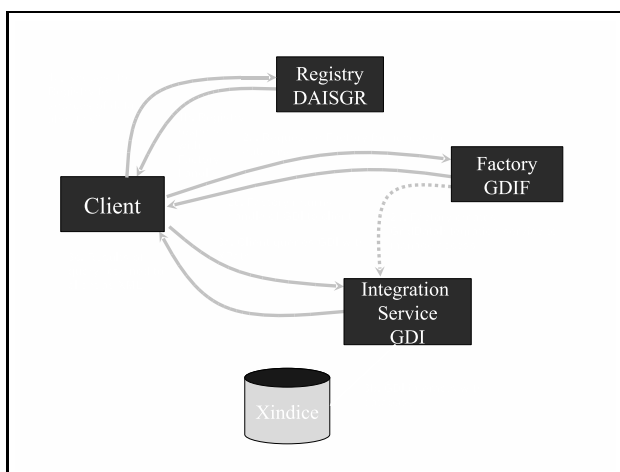 Registry
DAISGR
Factory
GDIF
Client
Integration
Service
GDI
Xindice